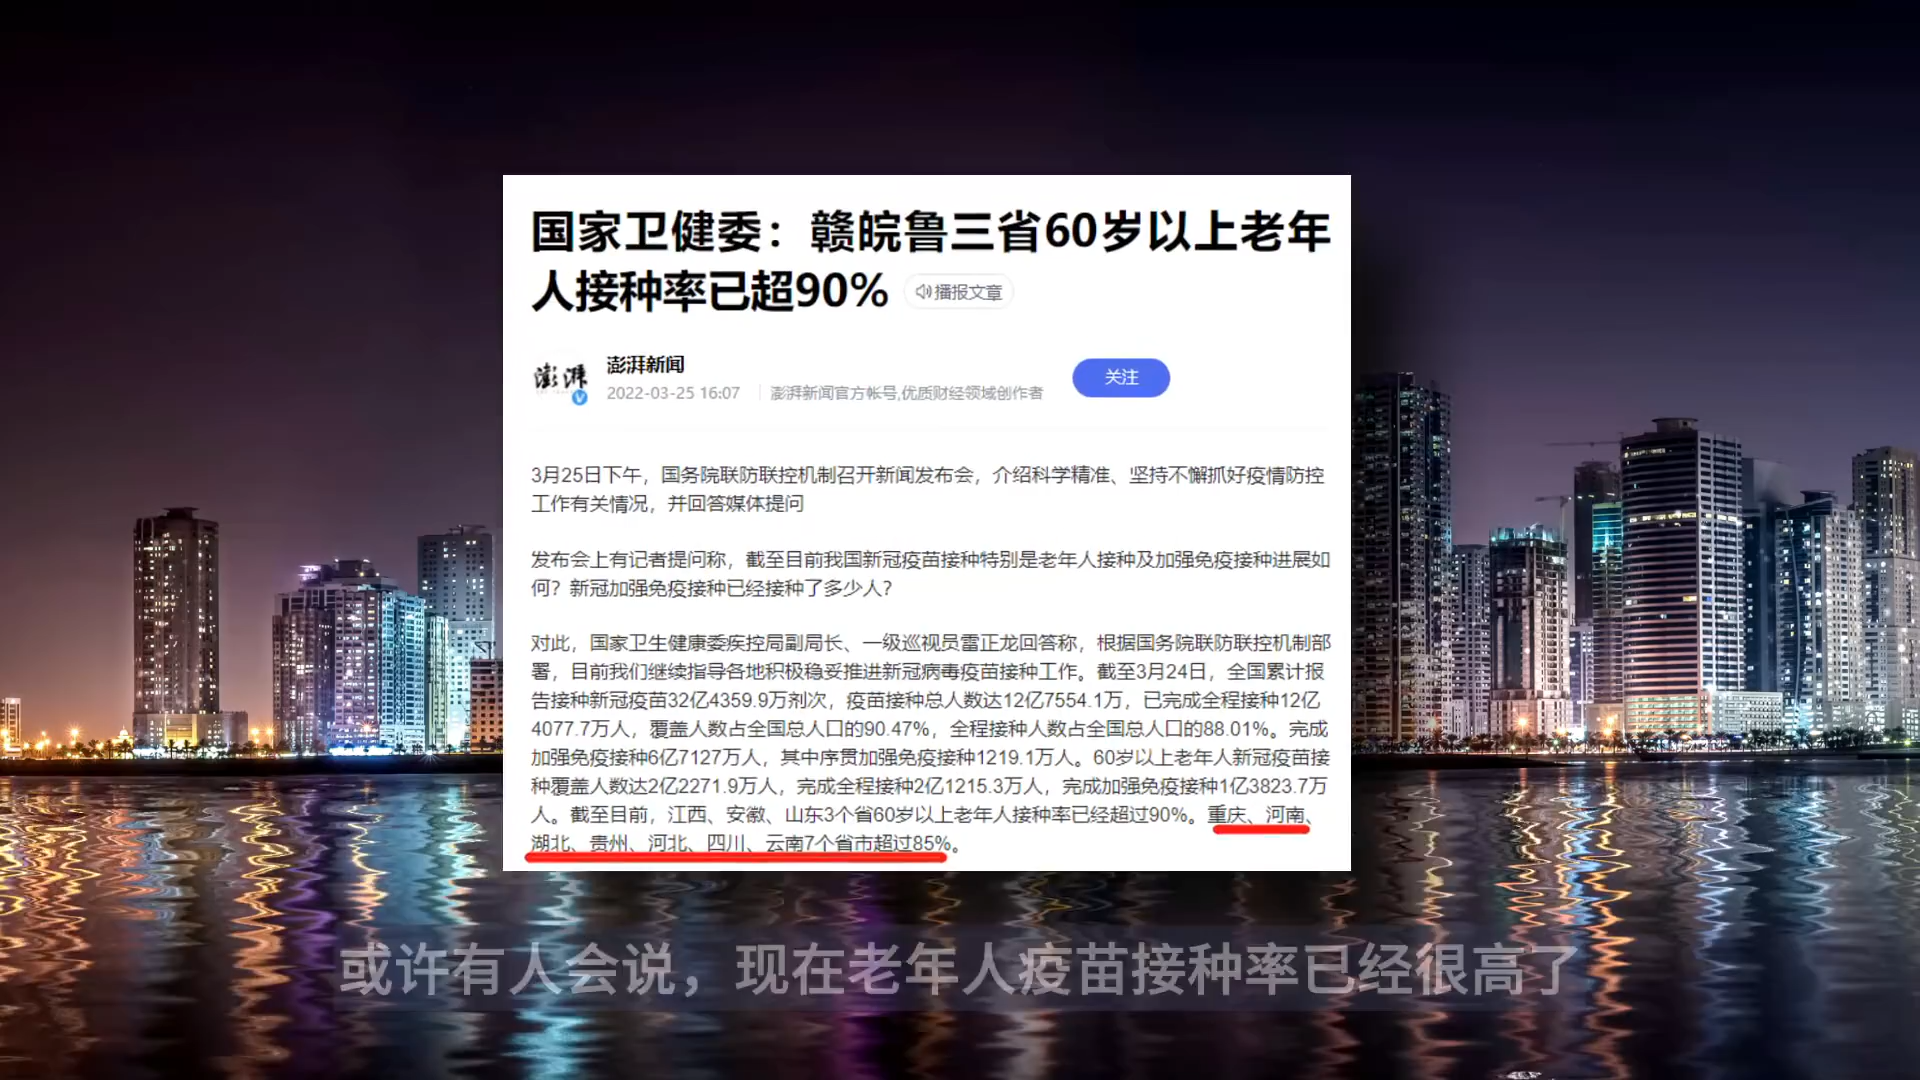 国家卫健委：赣皖鲁三省60岁以上老年
人接种率已超90%
播报文章
澎湃
澎湃新闻
2022-03-25 16:07
澎湃新闻官方帐号,优质财经领域创作者
关注
3月25日下午，国务院联防联控机制召开新闻发布会，介绍科学精准、坚持不懈抓好疫情防控
工作有关情况，并回答媒体提问
发布会上有记者提问称，截至目前我国新冠疫苗接种特别是老年人接种及加强免疫接种进展如
何？新冠加强免疫接种已经接种了多少人？
对此，国家卫生健康委疾控局副局长、一级巡视员雷正龙回答称，根据国务院联防联控机制部
署，目前我们继续指导各地积极稳妥推进新冠病毒疫苗接种工作。截至3月24日，全国累计报
告接种新冠疫苗32亿4359.9万剂次，疫苗接种总人数达12亿7554.1万，已完成全程接种12亿
4077.7万人，覆盖人数占全国总人口的90.47%，全程接种人数占全国总人口的88.01%。完成
加强免疫接种6亿7127万人，其中序贯加强免疫接种1219.1万人。60岁以上老年人新冠疫苗接
种覆盖人数达2亿2271.9万人，完成全程接种2亿1215.3万人，完成加强免疫接种1亿3823.7万
人。截至目前，江西、安徽、山东3个省60岁以上老年人接种率已经超过90%。重庆、河南、
湖北、贵州、河北、四川、云南7个省市超过85%。
或许有人会说，现在老年人疫苗接种率已经很高了